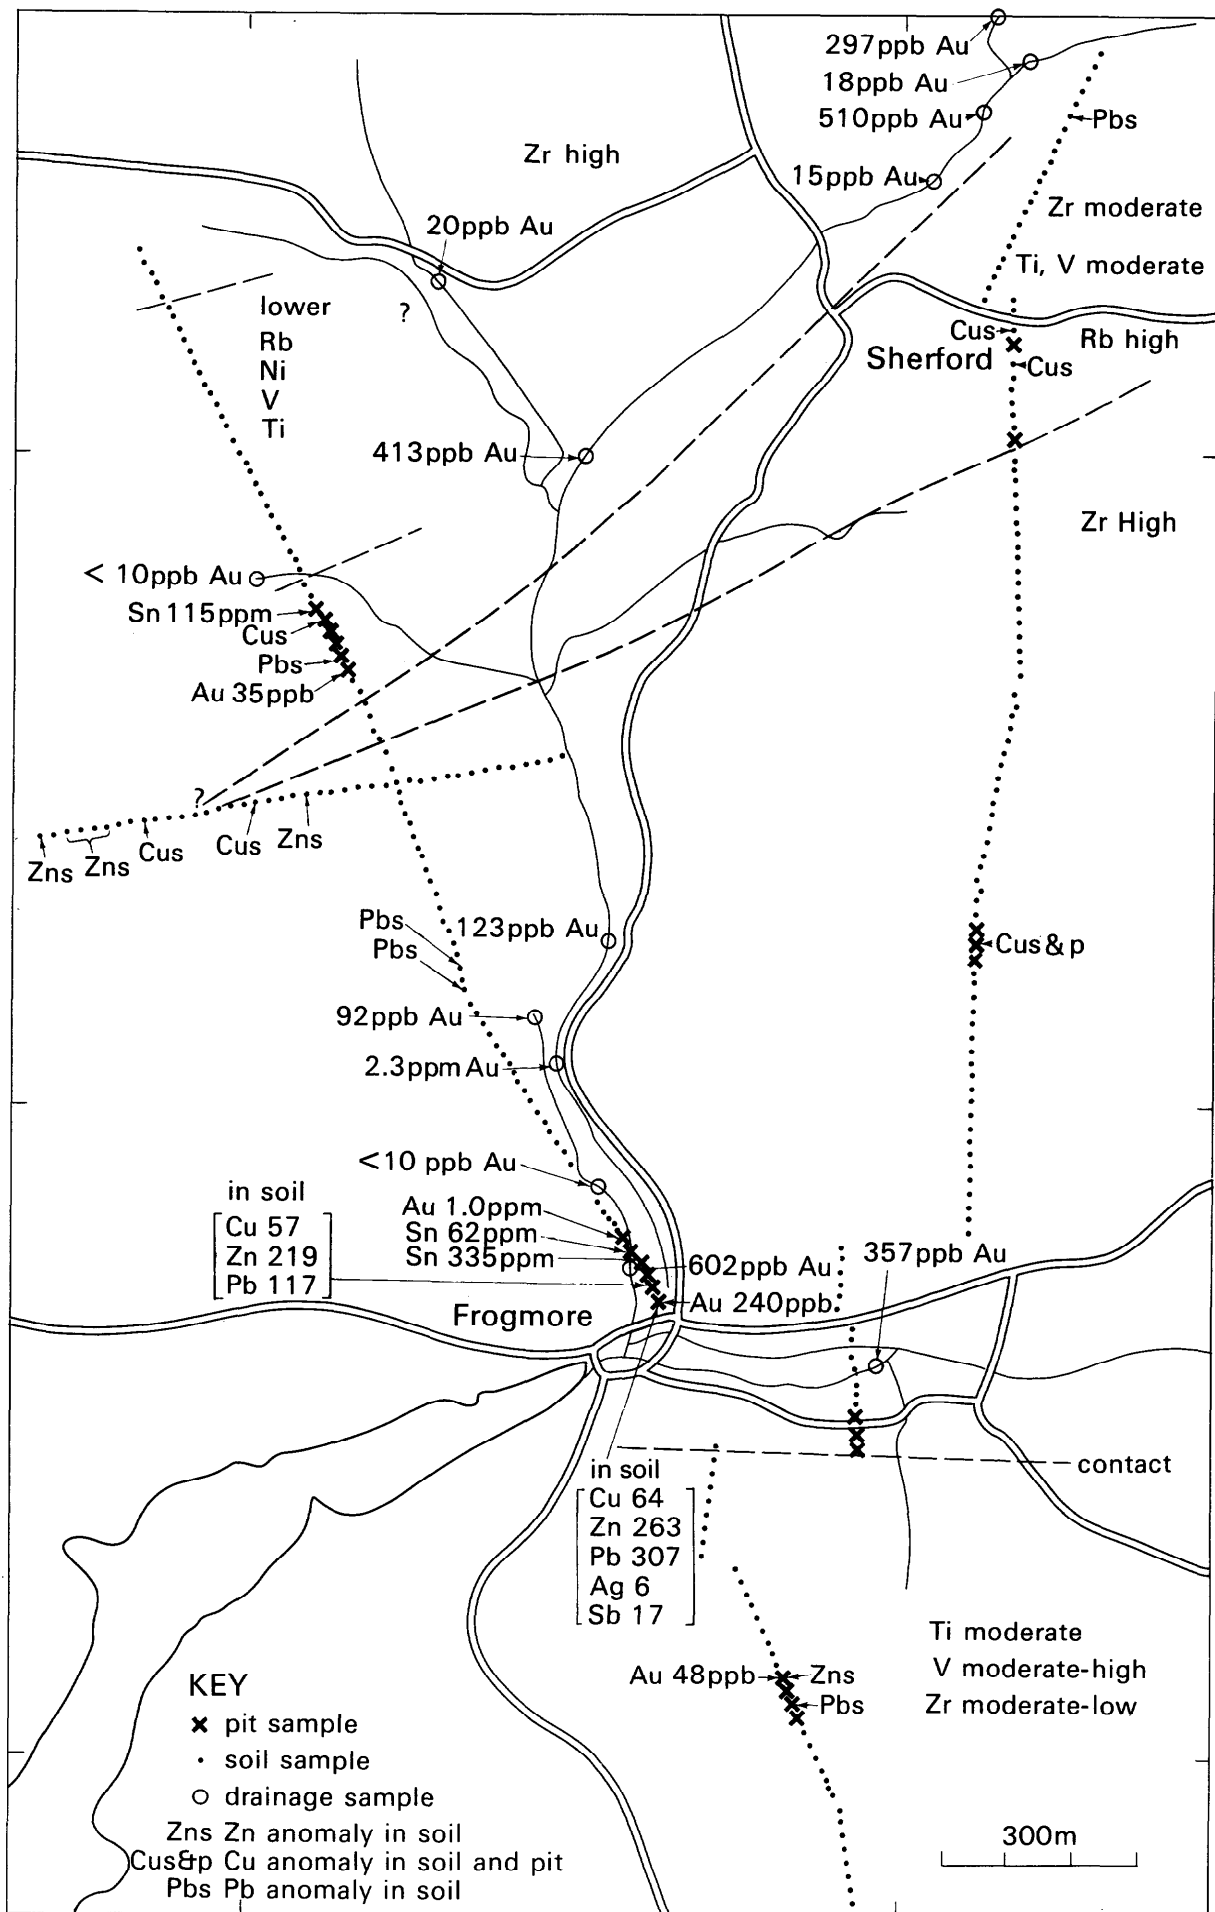 297ppb Au
18ppb Au
510ppb Au
Pbs
Zr high
15ppb Au
Zr moderate
20ppb Au
Ti, V moderate
lower
?
Rb
Ni
V
Ti
Cus
Rb high
Sherford
Cus
413ppb Au
Zr High
< 10ppb Au
Sn 115ppm
Cus
Pbs
Au 35ppb
?
Zns
Zns
Cus
Cus
Zns
Pbs
Pbs
123ppb Au
Cus & p
92ppb Au
2.3ppm Au
<10 ppb Au
in soil
Cu 57
Zn 219
Pb 117
Au 1.0ppm
Sn 62ppm
Sn 335ppm
602ppb Au
357ppb Au
Au 240ppb
Frogmore
contact
in soil
Cu 64
Zn 263
Pb 307
Ag 6
Sb 17
Ti moderate
V moderate-high
Zr moderate-low
Au 48ppb
Zns
Pbs
KEY
x pit sample
· soil sample
o drainage sample
Zns Zn anomaly in soil
Cus&p Cu anomaly in soil and pit
Pbs Pb anomaly in soil
300m